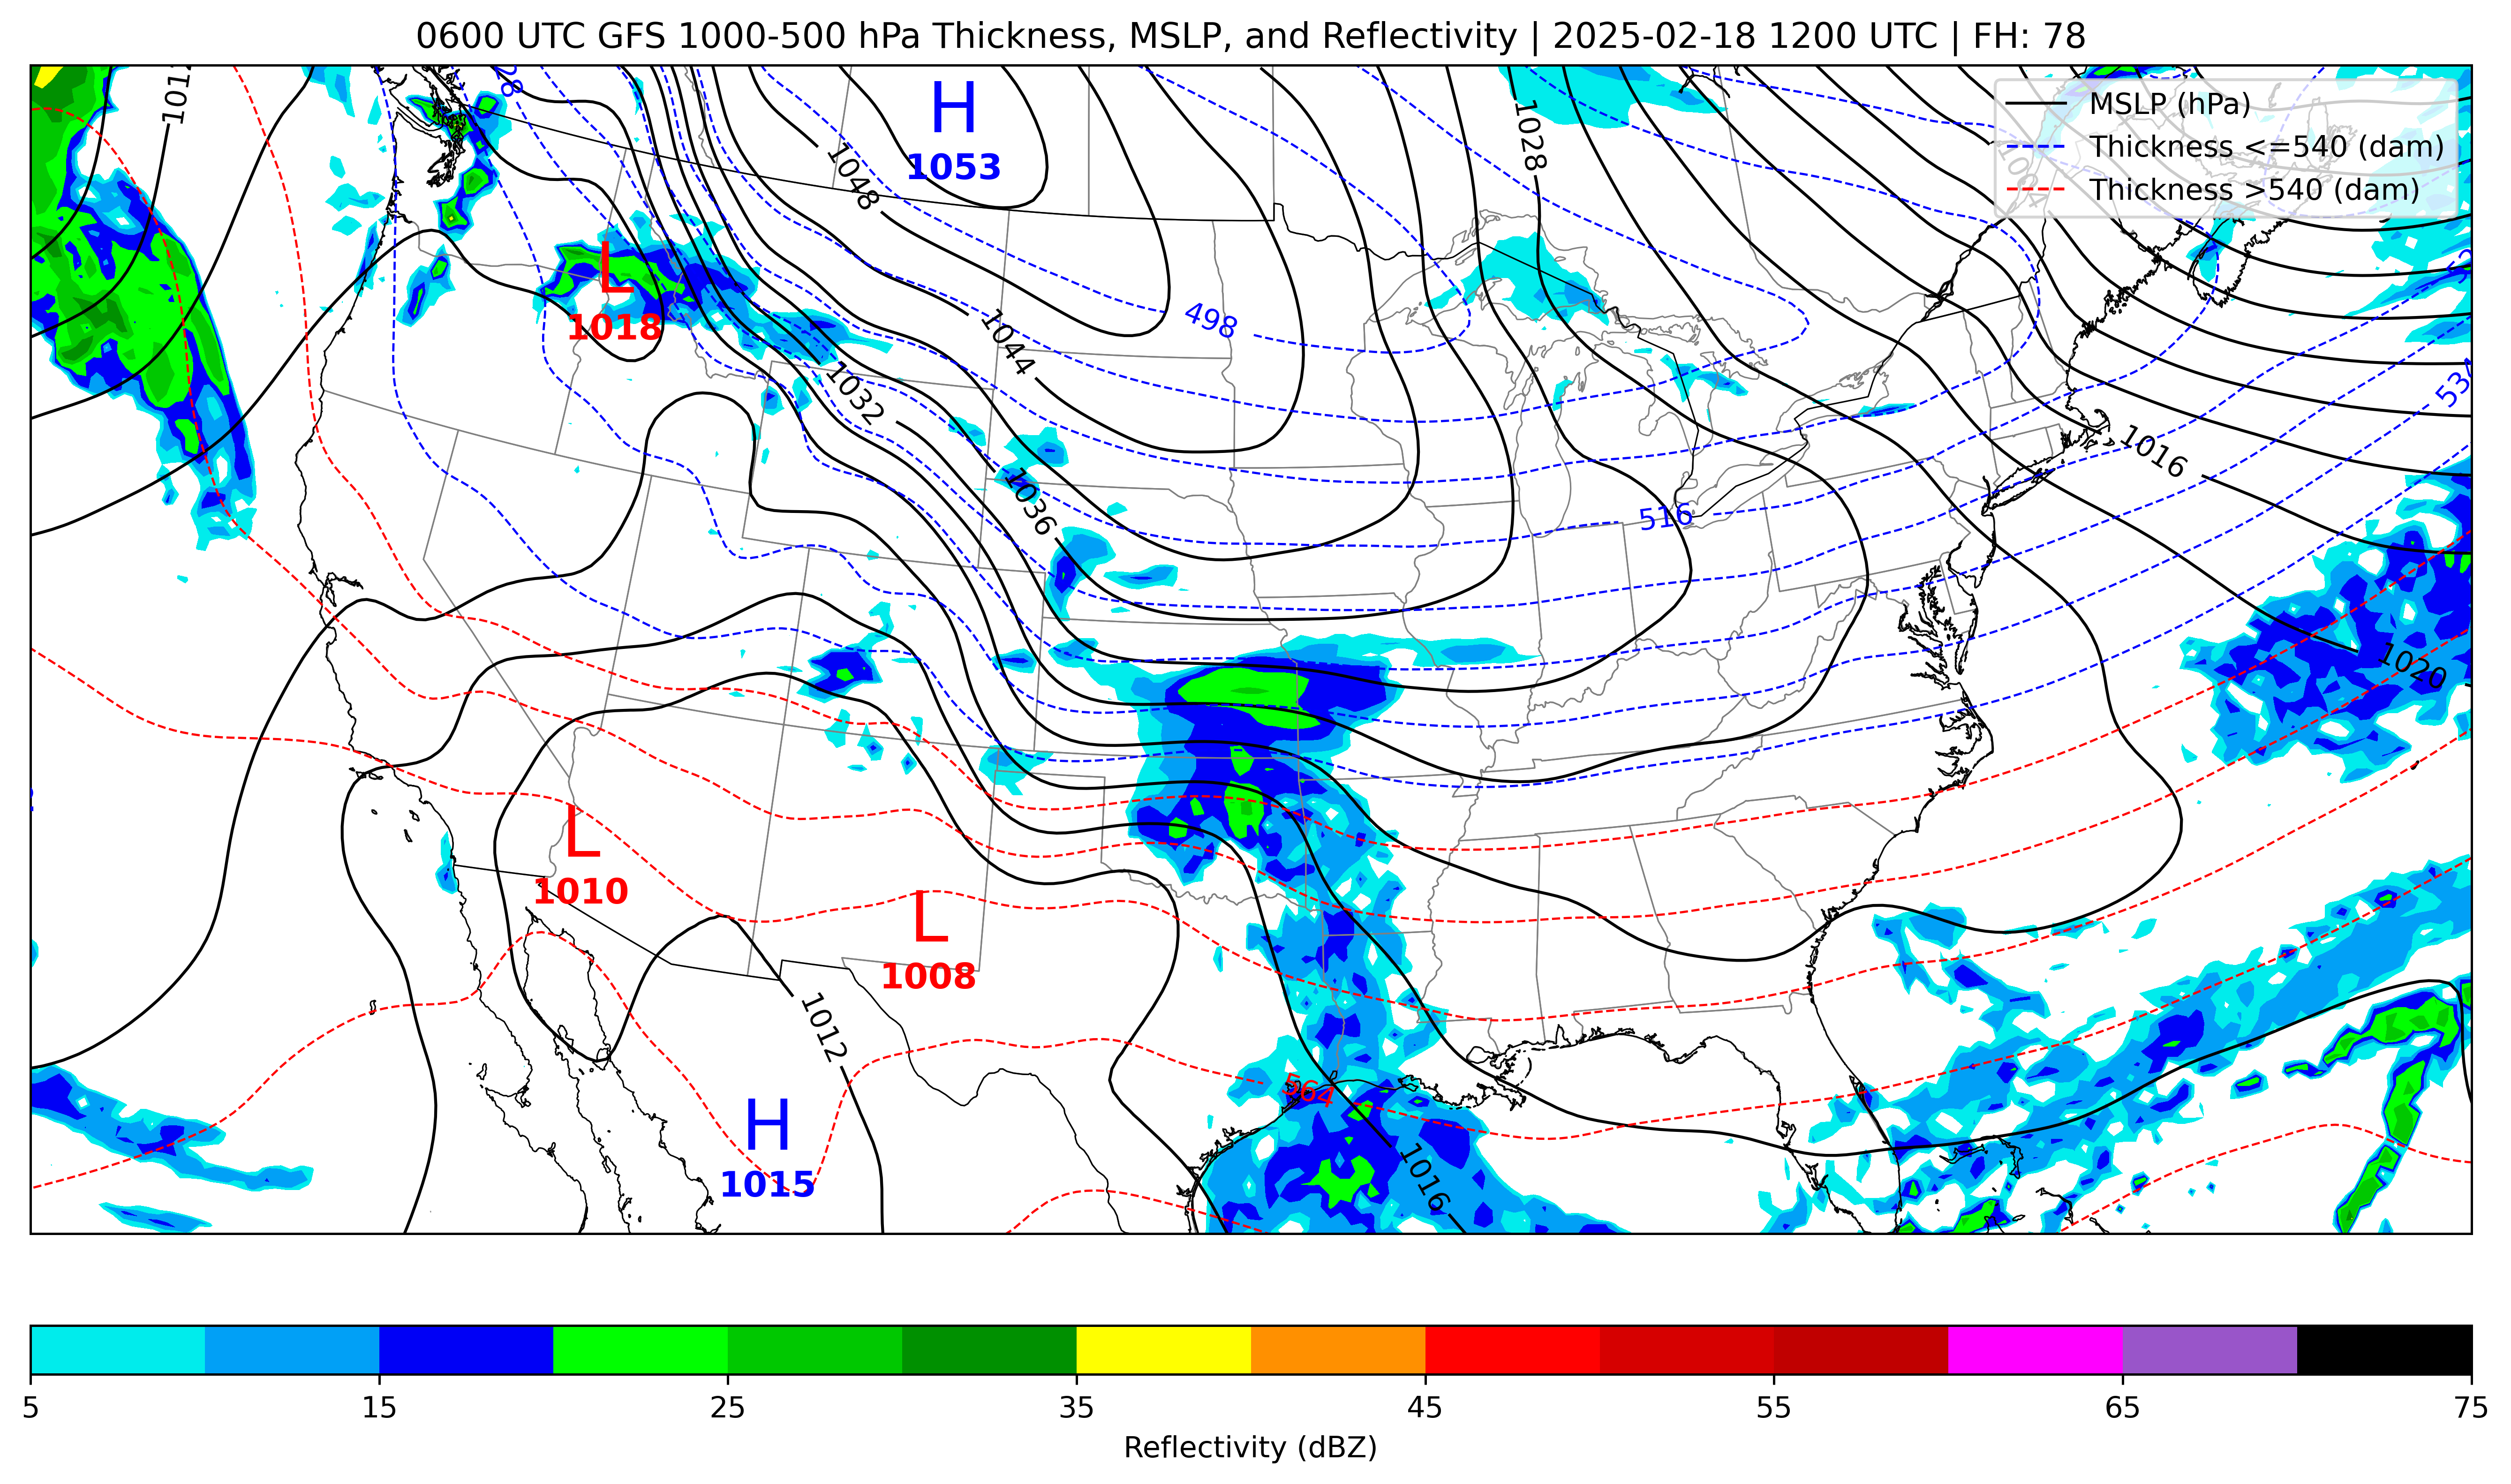 0600 UTC GFS 1000-500 hPa Thickness, MSLP, and Reflectivity | 2025-02-18 1200 UTC | FH: 78
MSLP (hPa)
Thickness <=540 (dam)
Thickness >540 (dam)
H
1053
1048
1028
L
1018
498
1044
1032
534
1016
1036
516
1020
L
1010
L
1008
1012
564
H
1015
1016
5 15 25 35 45 55 65 75
Reflectivity (dBZ)